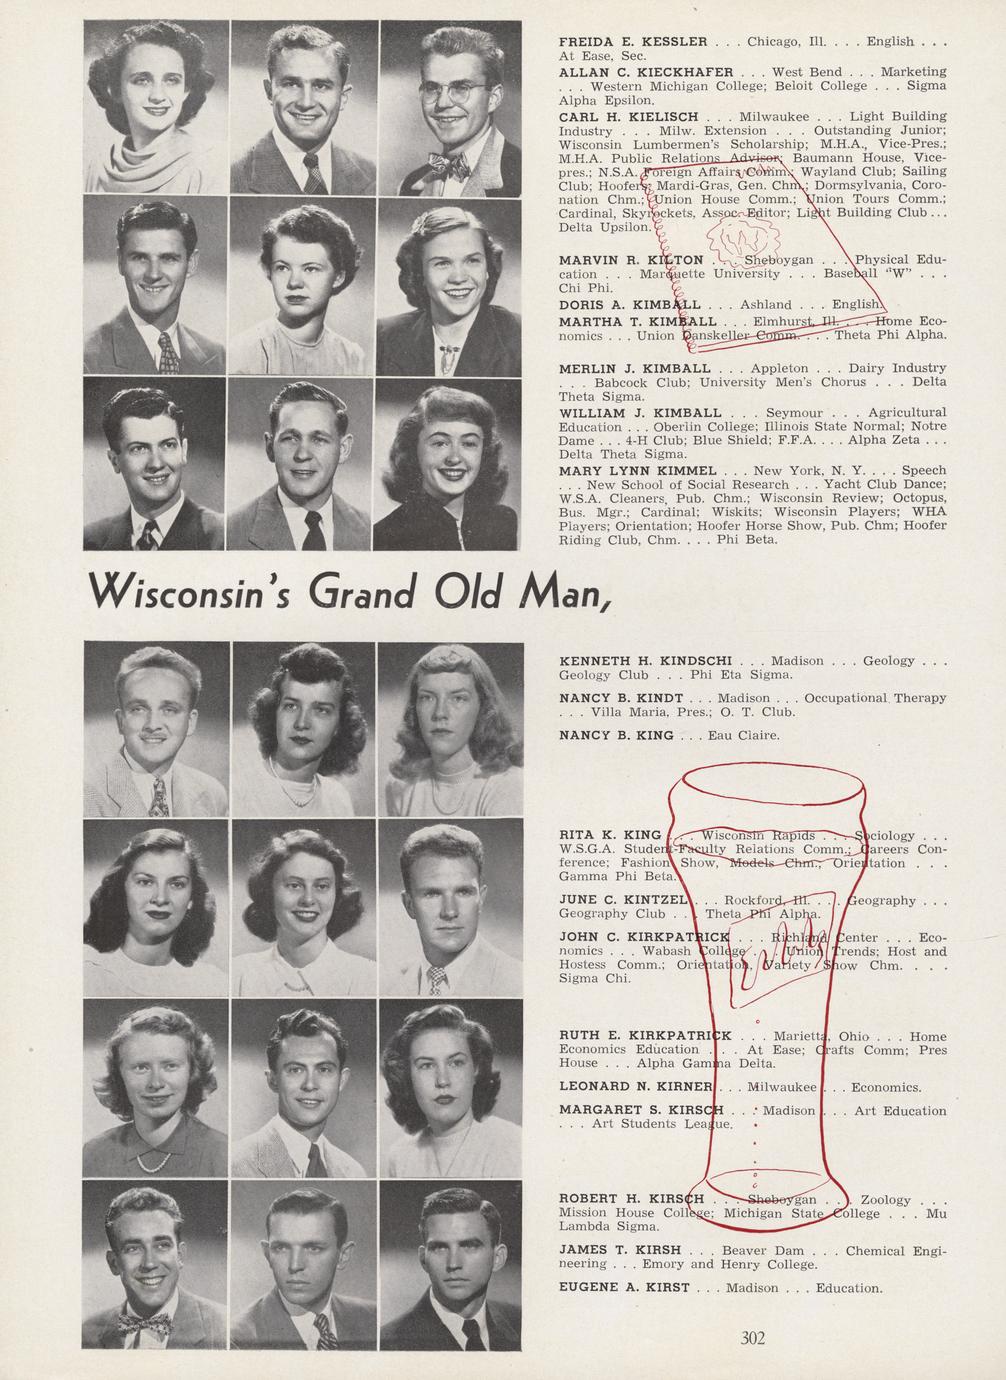 FREIDA E. KESSLER . . . Chicago, Ill. . . . English . . .
At Ease, Sec.
ALLAN C. KIECKHAFER . . . West Bend . . . Marketing
. . . Western Michigan College; Beloit College . . . Sigma
Alpha Epsilon.
CARL H. KIELISCH . . . Milwaukee . . . Light Building
Industry . . . Milw. Extension . . . Outstanding Junior;
Wisconsin Lumbermen's Scholarship; M.H.A., Vice-Pres.;
M.H.A. Public Relations Advisor; Baumann House, Vice-
pres.; N.S.A. Foreign Affairs Comm.; Wayland Club; Sailing
Club; Hoofers; Mardi-Gras, Gen. Chm.; Dormsylvania, Coro-
nation Chm.; Union House Comm.; Union Tours Comm.;
Cardinal, Skyrockets, Assoc. Editor; Light Building Club . . .
Delta Upsilon.
MARVIN R. KILTON . . . Sheboygan . . . Physical Edu-
cation . . . Marquette University . . . Baseball "W" . . .
Chi Phi.
DORIS A. KIMBALL . . . Ashland . . . English.
MARTHA T. KIMBALL . . . Elmhurst, Ill. . . . Home Eco-
nomics . . . Union Danskeller Comm. . . . Theta Phi Alpha.
MERLIN J. KIMBALL . . . Appleton . . . Dairy Industry
. . . Babcock Club; University Men's Chorus . . . Delta
Theta Sigma.
WILLIAM J. KIMBALL . . . Seymour . . . Agricultural
Education . . . Oberlin College; Illinois State Normal; Notre
Dame . . . 4-H Club; Blue Shield; F.F.A. . . . Alpha Zeta . . .
Delta Theta Sigma.
MARY LYNN KIMMEL . . . New York, N. Y. . . . Speech
. . . New School of Social Research . . . Yacht Club Dance;
W.S.A. Cleaners, Pub. Chm.; Wisconsin Review; Octopus,
Bus. Mgr.; Cardinal; Wiskits; Wisconsin Players; WHA
Players; Orientation; Hoofer Horse Show, Pub. Chm; Hoofer
Riding Club, Chm. . . . Phi Beta.
Wisconsin's Grand Old Man,
KENNETH H. KINDSCHI . . . Madison . . . Geology . . .
Geology Club . . . Phi Eta Sigma.
NANCY B. KINDT . . . Madison . . . Occupational Therapy
. . . Villa Maria, Pres.; O. T. Club.
NANCY B. KING . . . Eau Claire.
RITA K. KING . . . Wisconsin Rapids . . . Sociology . . .
W.S.G.A. Student-Faculty Relations Comm.; Careers Con-
ference; Fashion Show, Models Chm.; Orientation . . .
Gamma Phi Beta.
JUNE C. KINTZEL . . . Rockford, Ill. . . . Geography . . .
Geography Club . . . Theta Phi Alpha.
JOHN C. KIRKPATRICK . . . Richland Center . . . Eco-
nomics . . . Wabash College . . . Union Trends; Host and
Hostess Comm.; Orientation, Variety Show Chm. . . .
Sigma Chi.
RUTH E. KIRKPATRICK . . . Marietta, Ohio . . . Home
Economics Education . . . At Ease; Crafts Comm; Pres
House . . . Alpha Gamma Delta.
LEONARD N. KIRNER . . . Milwaukee . . . Economics.
MARGARET S. KIRSCH . . . Madison . . . Art Education
. . . Art Students League.
ROBERT H. KIRSCH . . . Sheboygan . . . Zoology . . .
Mission House College; Michigan State College . . . Mu
Lambda Sigma.
JAMES T. KIRSH . . . Beaver Dam . . . Chemical Engi-
neering . . . Emory and Henry College.
EUGENE A. KIRST . . . Madison . . . Education.
302